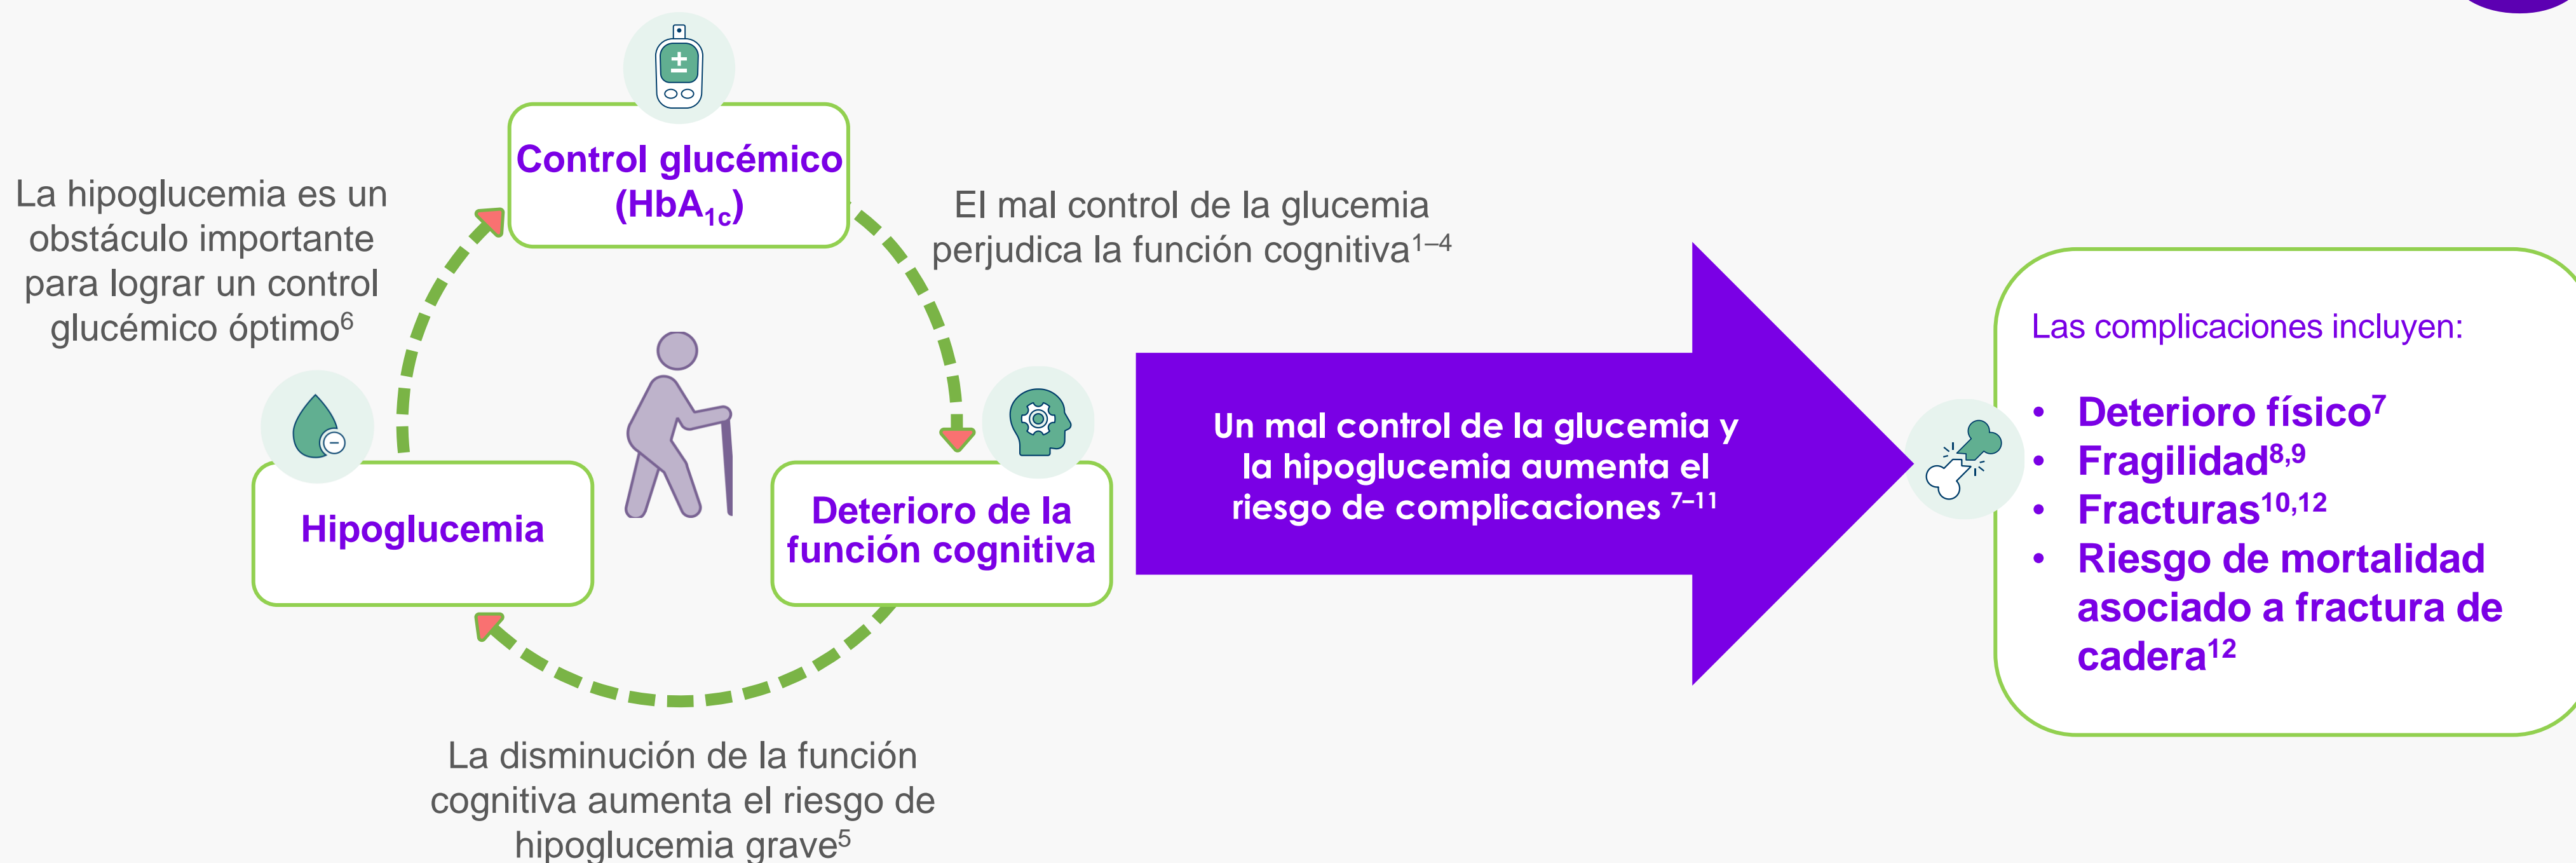 Control glucémico
(HbA1c)
La hipoglucemia es un
obstáculo importante
para lograr un control
glucémico óptimo6
El mal control de la glucemia
perjudica la función cognitiva1–4
Hipoglucemia
Deterioro de la
función cognitiva
La disminución de la función
cognitiva aumenta el riesgo de
hipoglucemia grave5
Un mal control de la glucemia y
la hipoglucemia aumenta el
riesgo de complicaciones 7–11
Las complicaciones incluyen:
• Deterioro físico7
• Fragilidad8,9
• Fracturas10,12
• Riesgo de mortalidad
asociado a fractura de
cadera12